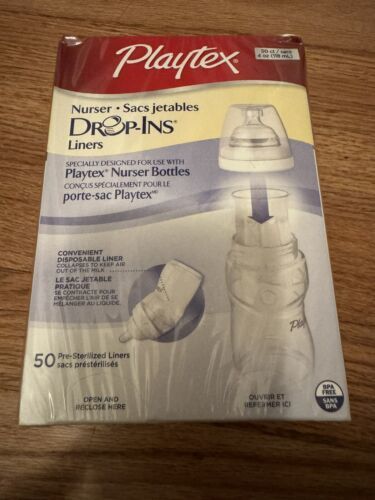 Playtex®
50 ct / sacs
4 oz (118 mL)
Nurser • Sacs jetables
DROP-INS®
Liners
SPECIALLY DESIGNED FOR USE WITH
Playtex® Nurser Bottles
CONÇUS SPÉCIALEMENT POUR LE
porte-sac Playtex MD
CONVENIENT
DISPOSABLE LINER
COLLAPSES TO KEEP AIR
OUT OF THE MILK
LE SAC JETABLE
PRATIQUE
SE CONTRACTE POUR
EMPÊCHER L'AIR DE SE
MÉLANGER AU LIQUIDE.
Playtex
50 Pre-Sterilized Liners
sacs préstérilisés
BPA
FREE
SANS
BPA
OPEN AND
RECLOSE HERE
OUVRIR ET
REFERMER ICI